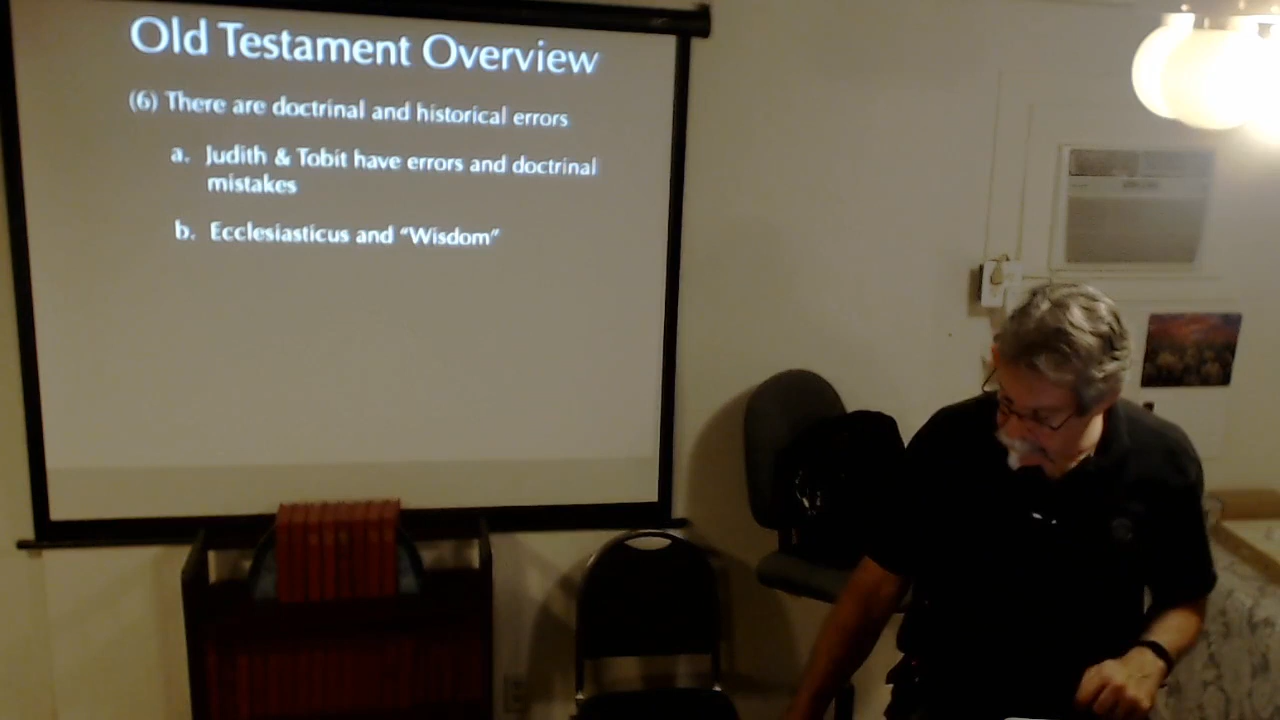 Old Testament Overview
(6) There are doctrinal and historical errors
a. Judith & Tobit have errors and doctrinal
mistakes
b. Ecclesiasticus and “Wisdom”